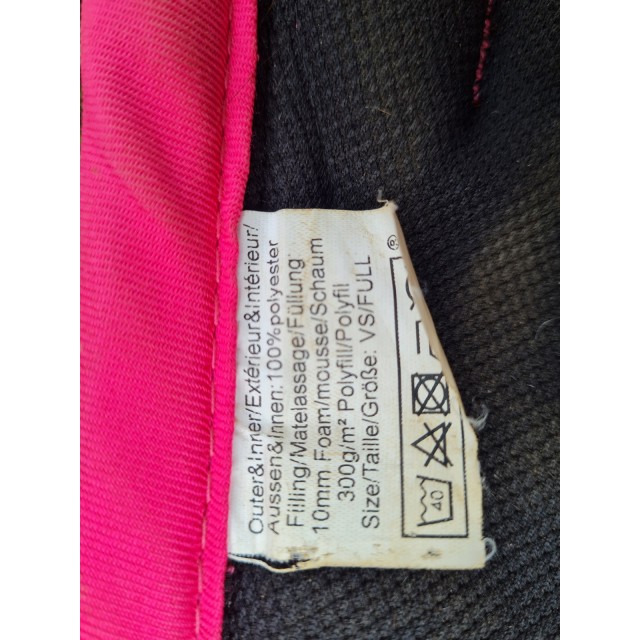 Outer&Inner/Extérieur&Intérieur/
Aussen&Innen:100%polyester
Filling/Matelassage/Füllung
10mm Foam/mousse/Schaum
300g/m² Polyfill/Polyfil
Size/Taille/Größe: VS/FULL
40
®